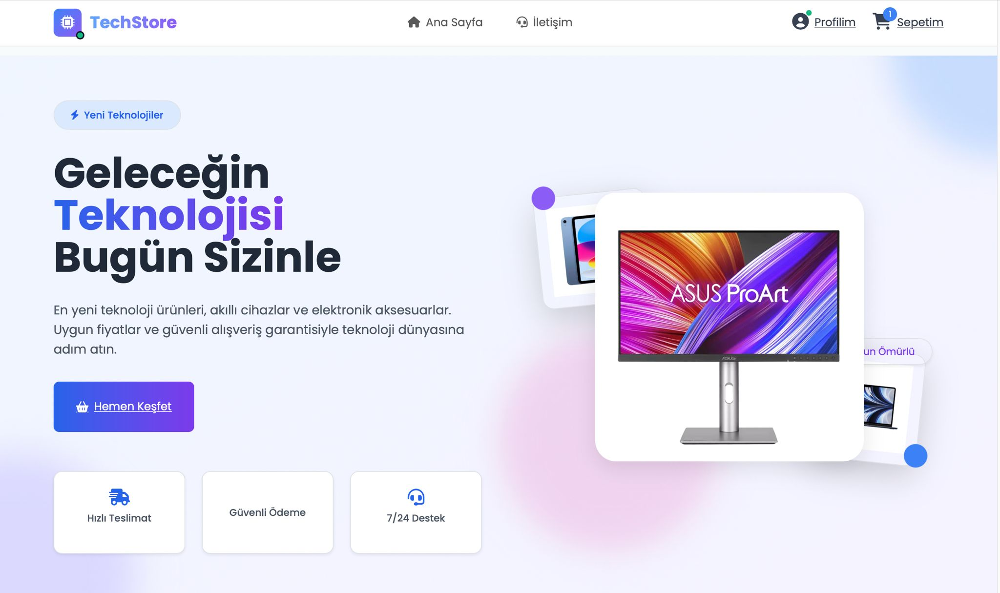 TechStore
Ana Sayfa
İletişim
Profilim
1
Sepetim
Yeni Teknolojiler
Geleceğin
Teknolojisi
Bugün Sizinle
En yeni teknoloji ürünleri, akıllı cihazlar ve elektronik aksesuarlar.
Uygun fiyatlar ve güvenli alışveriş garantisiyle teknoloji dünyasına
adım atın.
Hemen Keşfet
Hızlı Teslimat
Güvenli Ödeme
7/24 Destek
ASUS ProArt
ASUS
Ömürlü